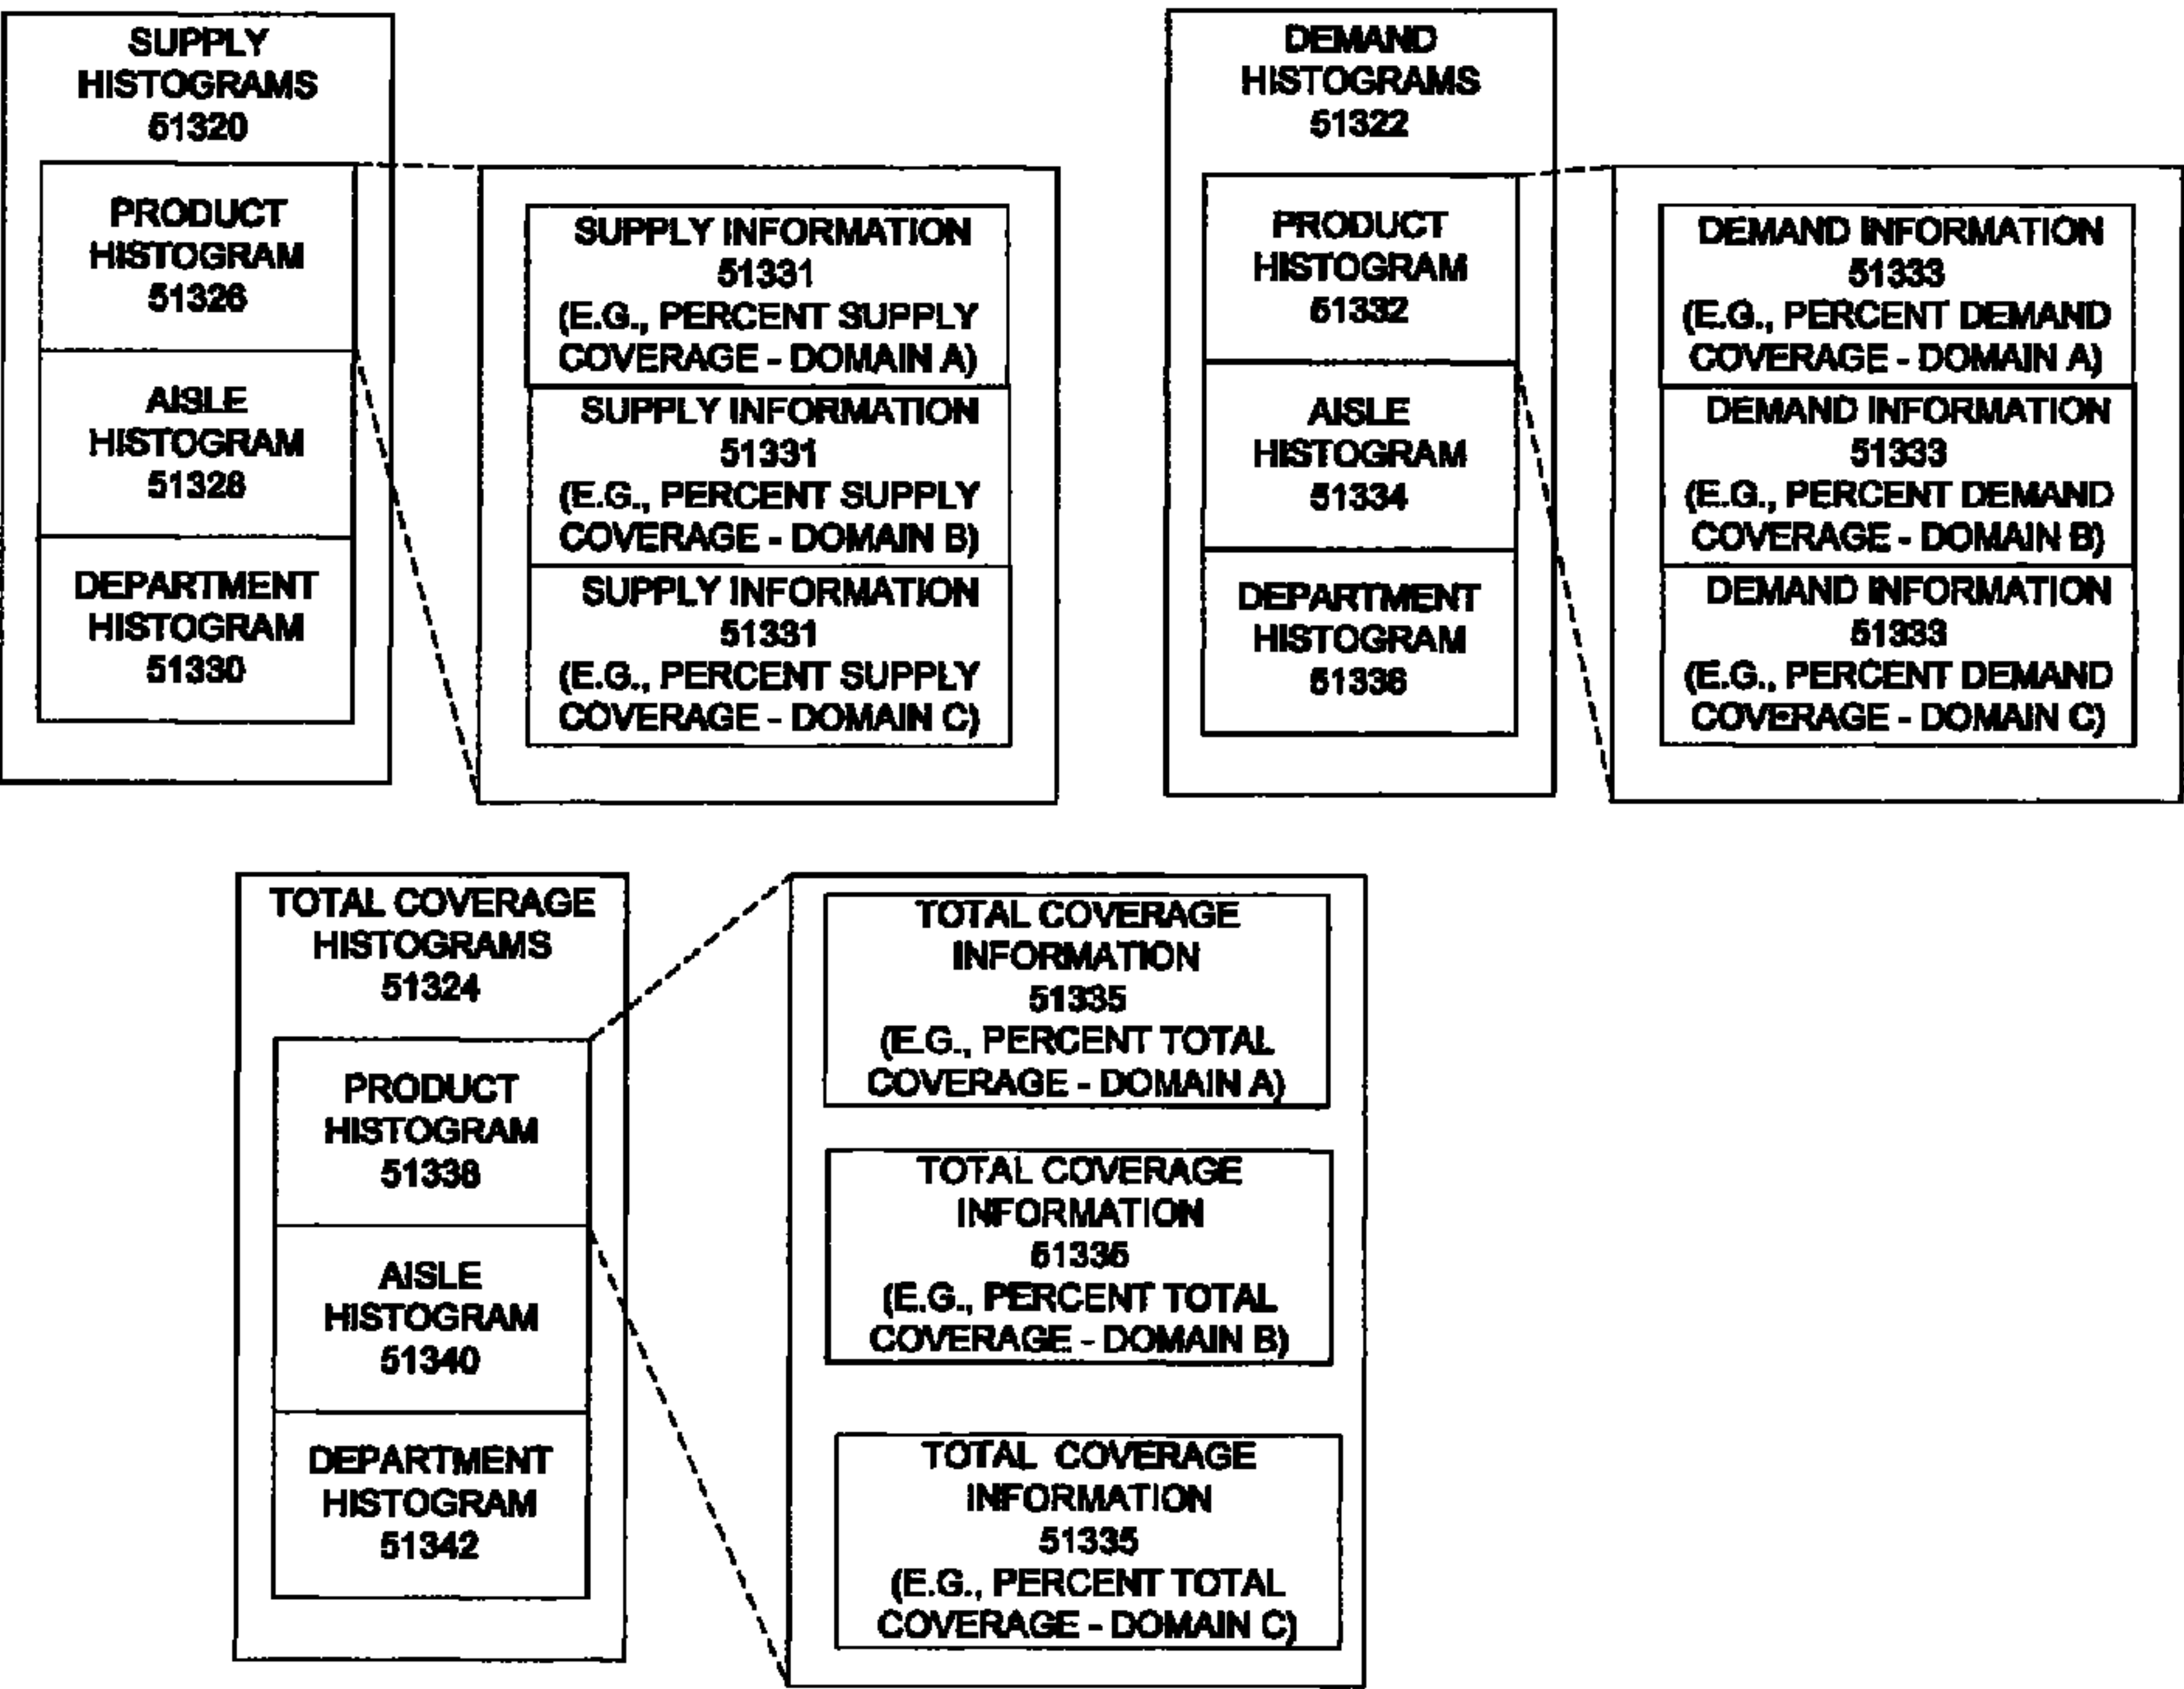 SUPPLY
HISTOGRAMS
51320
PRODUCT
HISTOGRAM
51326
AISLE
HISTOGRAM
51328
DEPARTMENT
HISTOGRAM
51330
SUPPLY INFORMATION
51331
(E.G., PERCENT SUPPLY
COVERAGE - DOMAIN A)
SUPPLY INFORMATION
51331
(E.G., PERCENT SUPPLY
COVERAGE - DOMAIN B)
SUPPLY INFORMATION
51331
(E.G., PERCENT SUPPLY
COVERAGE - DOMAIN C)
DEMAND
HISTOGRAMS
51322
PRODUCT
HISTOGRAM
51332
AISLE
HISTOGRAM
51334
DEPARTMENT
HISTOGRAM
51336
DEMAND INFORMATION
51333
(E.G., PERCENT DEMAND
COVERAGE - DOMAIN A)
DEMAND INFORMATION
51333
(E.G., PERCENT DEMAND
COVERAGE - DOMAIN B)
DEMAND INFORMATION
51333
(E.G., PERCENT DEMAND
COVERAGE - DOMAIN C)
TOTAL COVERAGE
HISTOGRAMS
51324
PRODUCT
HISTOGRAM
51338
AISLE
HISTOGRAM
51340
DEPARTMENT
HISTOGRAM
51342
TOTAL COVERAGE
INFORMATION
51335
(E.G., PERCENT TOTAL
COVERAGE - DOMAIN A)
TOTAL COVERAGE
INFORMATION
51335
(E.G., PERCENT TOTAL
COVERAGE - DOMAIN B)
TOTAL COVERAGE
INFORMATION
51335
(E.G., PERCENT TOTAL
COVERAGE - DOMAIN C)